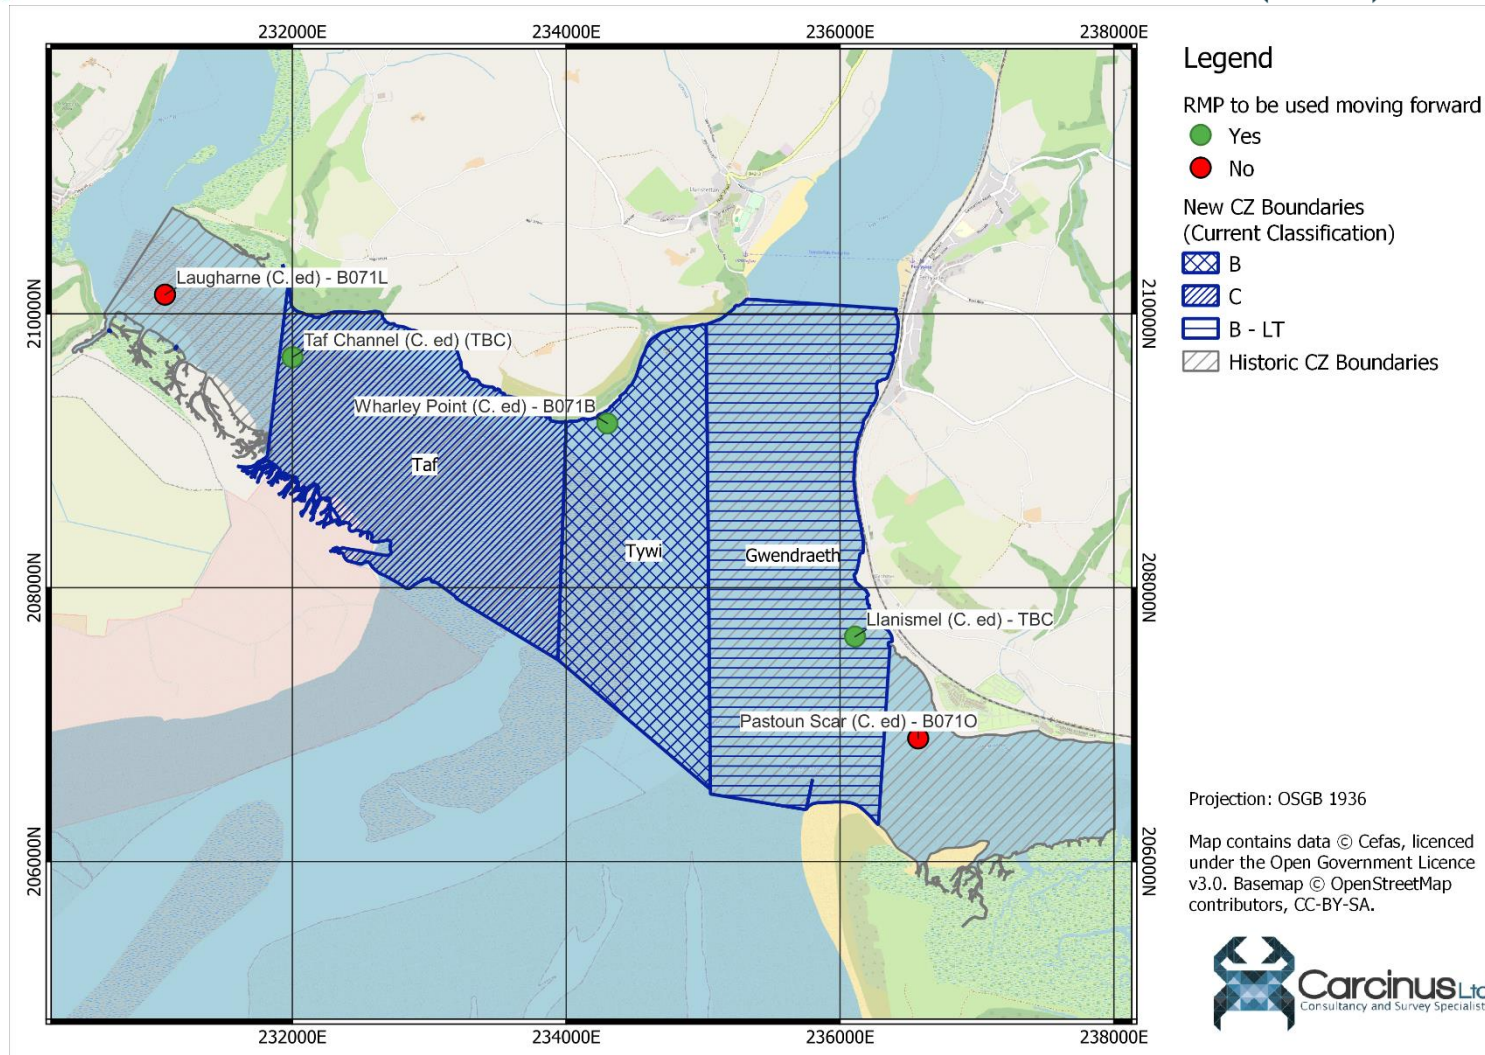 232000E
234000E
236000E
238000E
Legend
RMP to be used moving forward
Yes
No
New CZ Boundaries
(Current Classification)
B
C
B - LT
Historic CZ Boundaries
Laugharne (C. ed) - B071L
210000N
210000N
Taf Channel (C. ed) (TBC)
Wharley Point (C. ed) - B071B
Taf
Tywi
Gwendraeth
208000N
208000N
Llanismel (C. ed) - TBC
Pastoun Scar (C. ed) - B071O
206000N
206000N
232000E
234000E
236000E
238000E
Projection: OSGB 1936
Map contains data © Cefas, licenced
under the Open Government Licence
v3.0. Basemap © OpenStreetMap
contributors, CC-BY-SA.
Carcinus Ltd
Consultancy and Survey Specialist